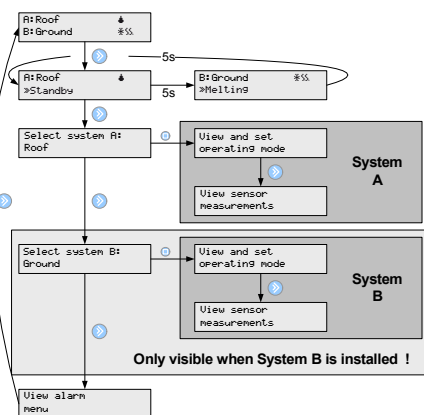 A:Roof
B:Ground
5s
A:Roof
»Standby
5s
B:Ground
»Melting
Select system A:
Roof
View and set
operating mode
System
A
View sensor
measurements
Select system B:
Ground
View and set
operating mode
System
B
View sensor
measurements
Only visible when System B is installed !
View alarm
menu